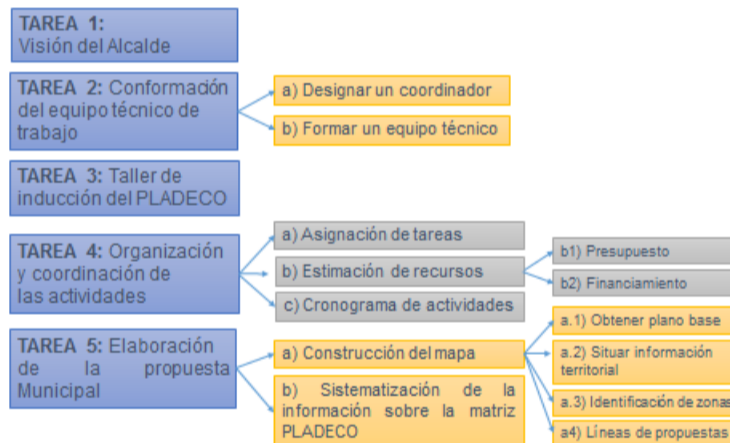 TAREA 1:
Visión del Alcalde
TAREA 2: Conformación
del equipo técnico de
trabajo
a) Designar un coordinador
b) Formar un equipo técnico
TAREA 3: Taller de
inducción del PLADECO
TAREA 4: Organización
y coordinación de
las actividades
a) Asignación de tareas
b) Estimación de recursos
c) Cronograma de actividades
b1) Presupuesto
b2) Financiamiento
TAREA 5: Elaboración
de la propuesta
Municipal
a) Construcción del mapa
b) Sistematización de la
información sobre la matriz
PLADECO
a.1) Obtener plano base
a.2) Situar información
territorial
a.3) Identificación de zonas
a4) Líneas de propuestas